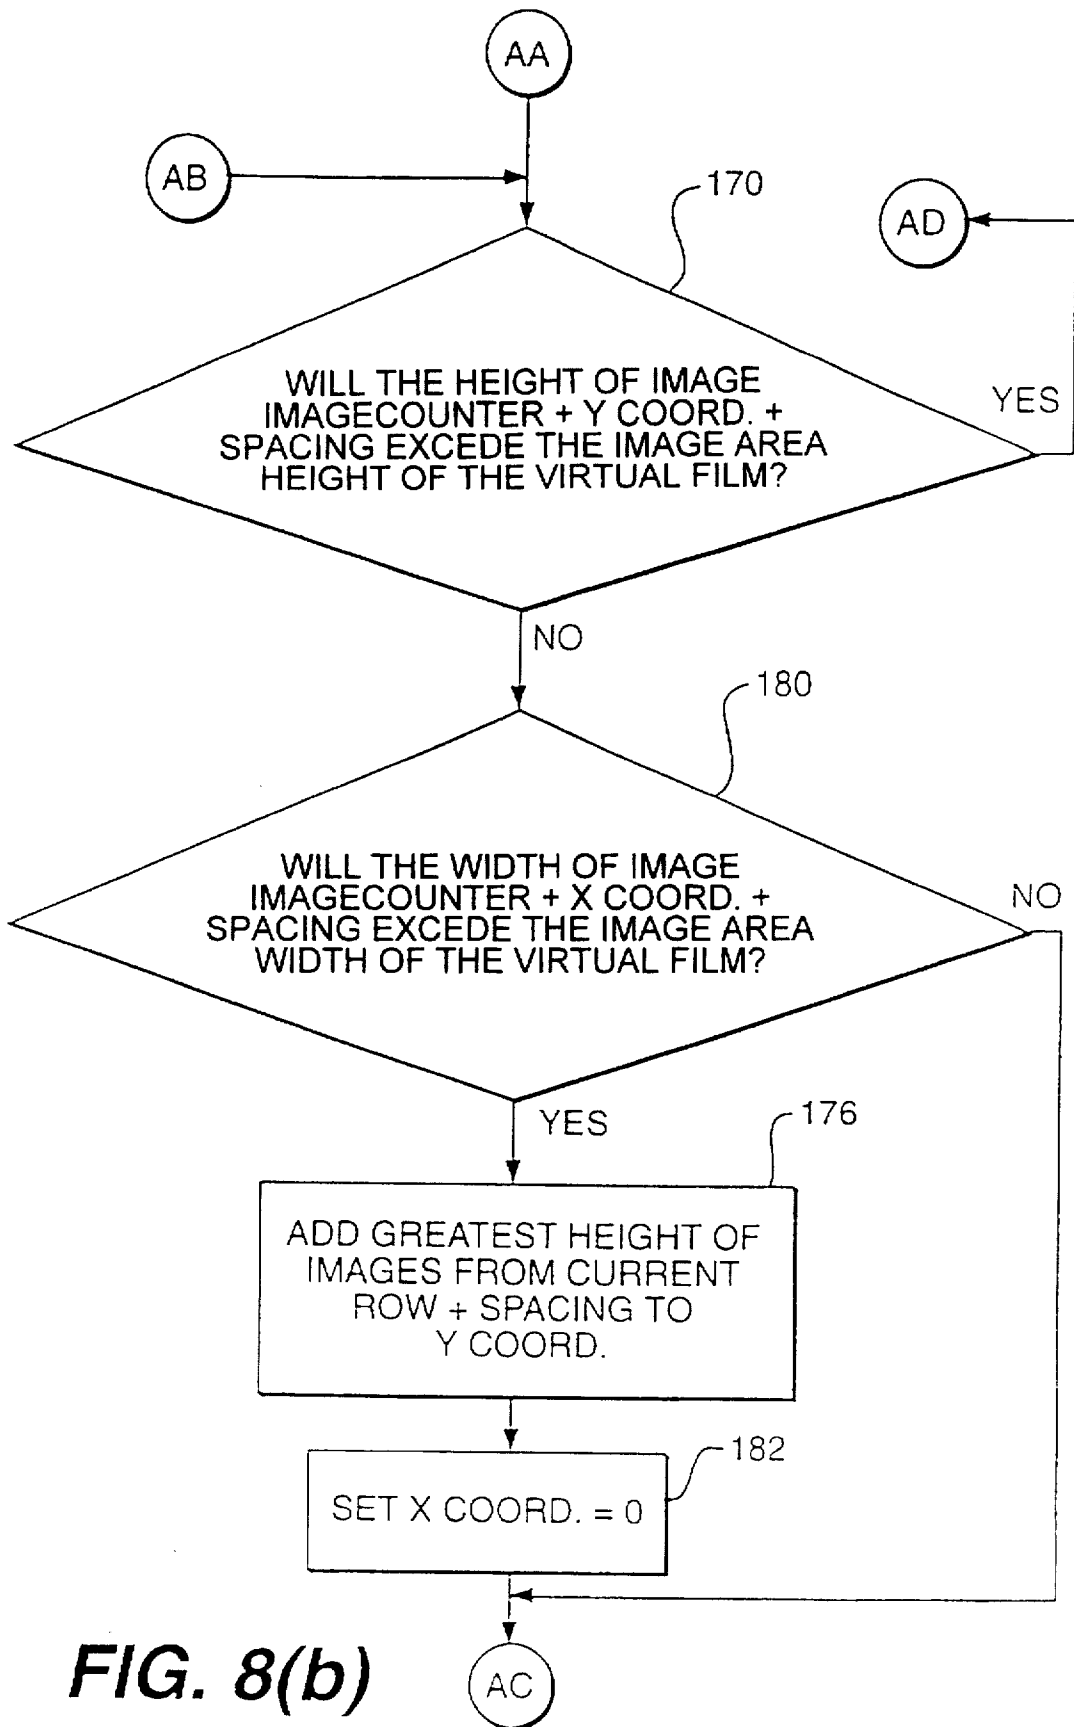 AA
AB
170
AD
WILL THE HEIGHT OF IMAGE
IMAGECOUNTER + Y COORD. +
SPACING EXCEDE THE IMAGE AREA
HEIGHT OF THE VIRTUAL FILM?
YES
NO
180
WILL THE WIDTH OF IMAGE
IMAGECOUNTER + X COORD. +
SPACING EXCEDE THE IMAGE AREA
WIDTH OF THE VIRTUAL FILM?
NO
YES
176
ADD GREATEST HEIGHT OF
IMAGES FROM CURRENT
ROW + SPACING TO
Y COORD.
182
SET X COORD. = 0
AC
FIG. 8(b)